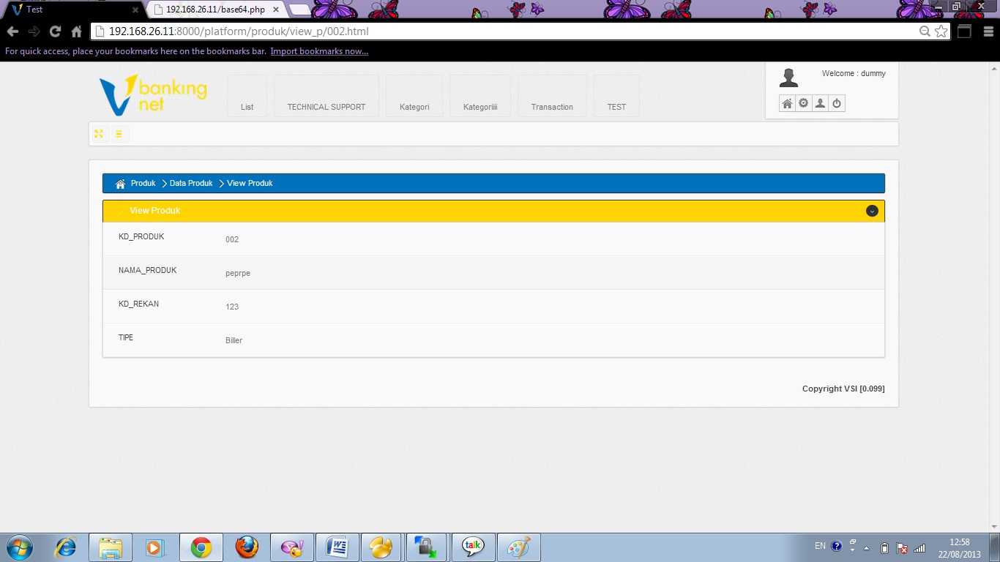 Test
192.168.26.11/base64.php
192.168.26.11:8000/platform/produk/view_p/002.html
For quick access, place your bookmarks here on the bookmarks bar. Import bookmarks now...
banking
net
List
TECHNICAL SUPPORT
Kategori
Kategoriiii
Transaction
TEST
Welcome : dummy
Produk
Data Produk
View Produk
View Produk
KD_PRODUK 002
NAMA_PRODUK peprpe
KD_REKAN 123
TIPE Biller
Copyright VSI [0.099]
talk
EN
12:58
22/08/2013